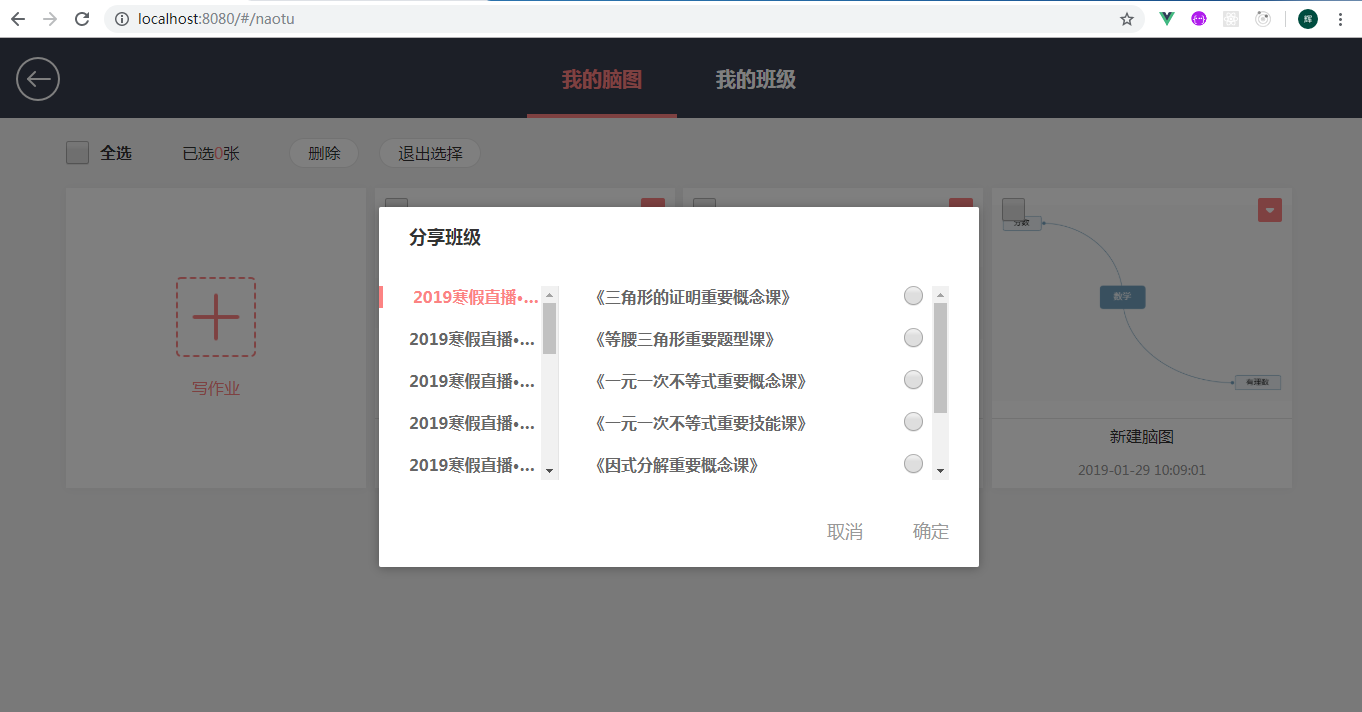 localhost:8080/#/naotu
辉
我的脑图 我的班级
全选 已选0张 删除 退出选择
写作业
分享班级
2019寒假直播•... 《三角形的证明重要概念课》
2019寒假直播•... 《等腰三角形重要题型课》
2019寒假直播•... 《一元一次不等式重要概念课》
2019寒假直播•... 《一元一次不等式重要技能课》
2019寒假直播•... 《因式分解重要概念课》
取消 确定
分数
数学
有理数
新建脑图
2019-01-29 10:09:01